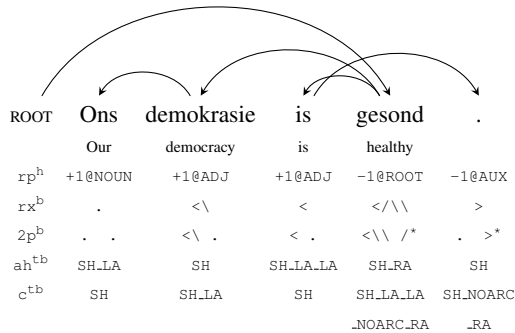 ROOT Ons demokrasie is gesond .
Our democracy is healthy
rp^h +1@NOUN +1@ADJ +1@ADJ -1@ROOT -1@AUX
rx^b . <\ < </\\ >
2p^b . . <\ . < . <\\ /* . >*
ah^tb SH_LA SH SH_LA_LA SH_RA SH
c^tb SH SH_LA SH SH_LA_LA SH_NOARC
_NOARC_RA _RA